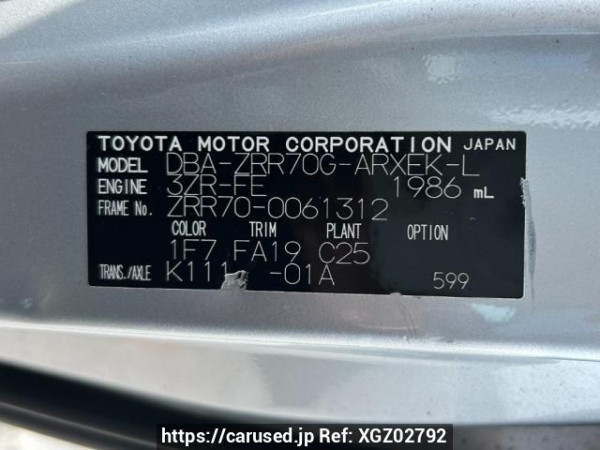 TOYOTA MOTOR CORPORATION JAPAN
MODEL DBA-ZRR70G-ARXEK-L
ENGINE 3ZR-FE 1986 mL
FRAME No. ZRR70-0061312
COLOR TRIM PLANT OPTION
1F7 FA19 C25
TRANS./AXLE K111 -01A 599
https://carused.jp Ref: XGZ02792